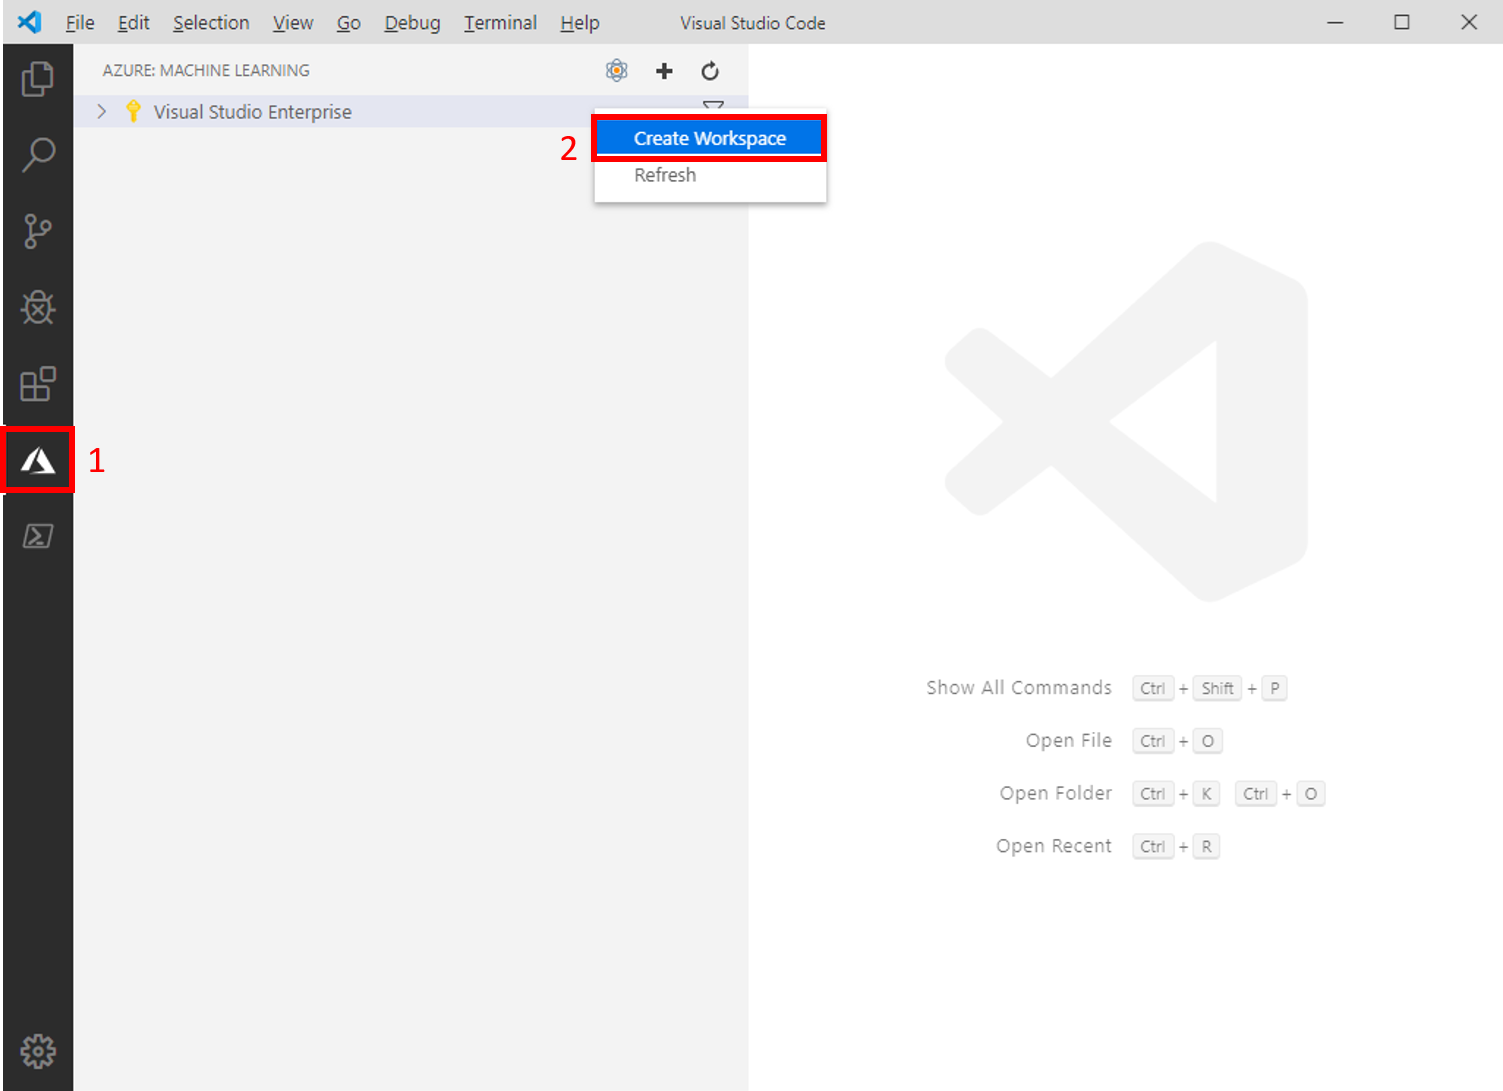 File Edit Selection View Go Debug Terminal Help Visual Studio Code
AZURE: MACHINE LEARNING
Visual Studio Enterprise
2 Create Workspace
Refresh
1
Show All Commands Ctrl + Shift + P
Open File Ctrl + O
Open Folder Ctrl + K Ctrl + O
Open Recent Ctrl + R